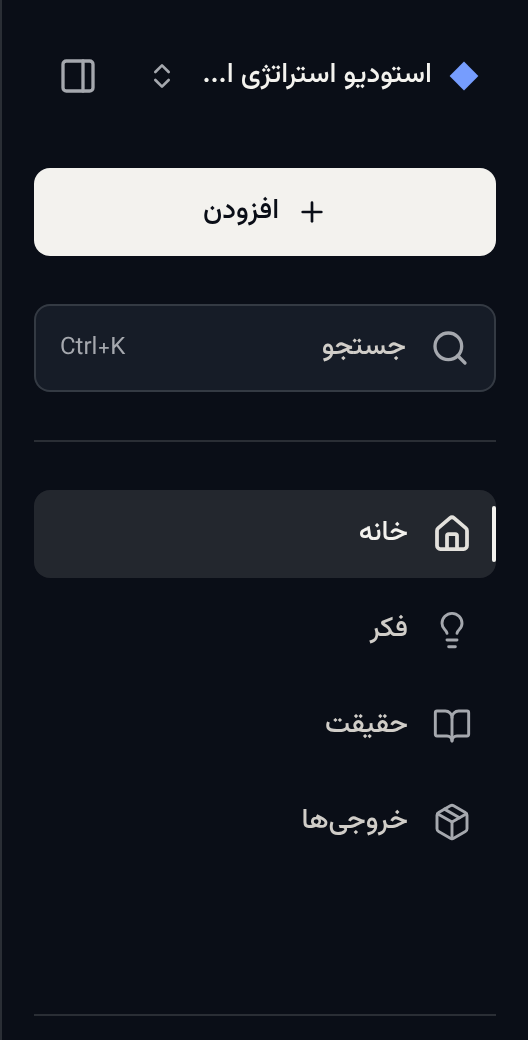 استودیو استراتژی ا...
افزودن
جستجو Ctrl+K
خانه
فکر
حقیقت
خروجی‌ها